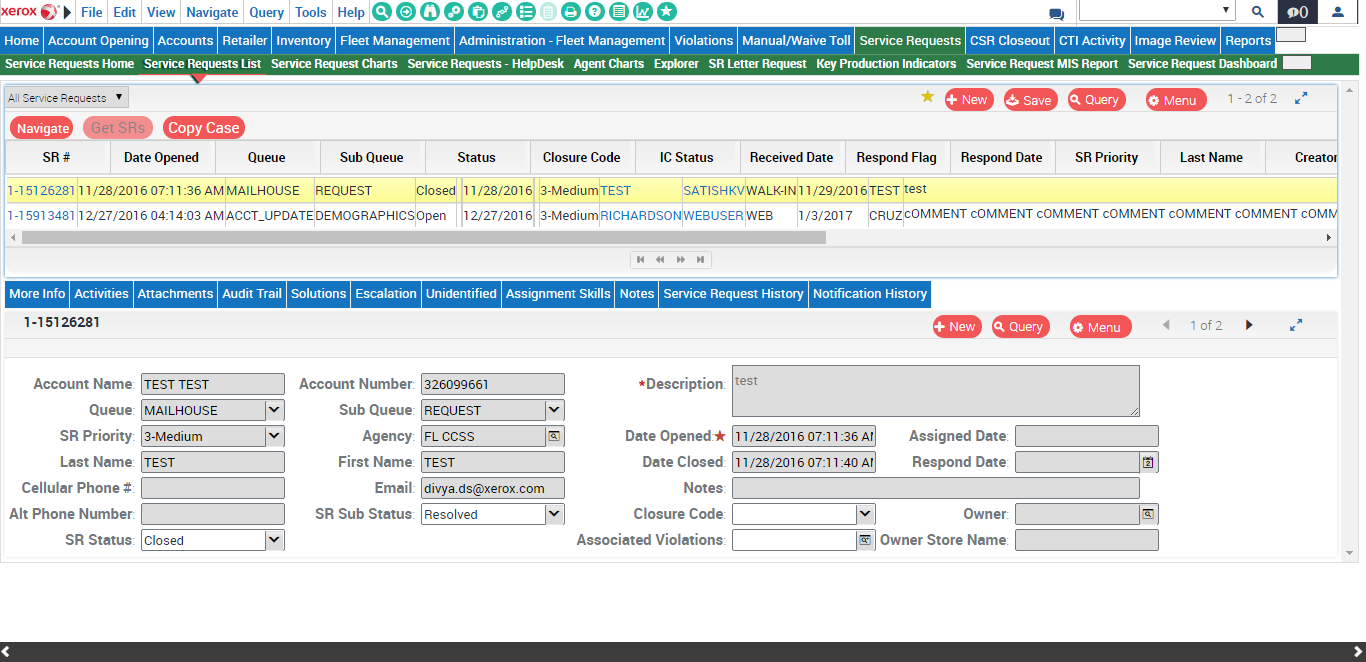 xerox File Edit View Navigate Query Tools Help 0
Home Account Opening Accounts Retailer Inventory Fleet Management Administration - Fleet Management Violations Manual/Waive Toll Service Requests CSR Closeout CTI Activity Image Review Reports
Service Requests Home Service Requests List Service Request Charts Service Requests - HelpDesk Agent Charts Explorer SR Letter Request Key Production Indicators Service Request MIS Report Service Request Dashboard
All Service Requests New Save Query Menu 1 - 2 of 2
Navigate Get SRs Copy Case
SR # Date Opened Queue Sub Queue Status Closure Code IC Status Received Date Respond Flag Respond Date SR Priority Last Name Creator
1-15126281 11/28/2016 07:11:36 AM MAILHOUSE REQUEST Closed 11/28/2016 3-Medium TEST SATISHKV WALK-IN 11/29/2016 TEST test
1-15913481 12/27/2016 04:14:03 AM ACCT_UPDATE DEMOGRAPHICS Open 12/27/2016 3-Medium RICHARDSON WEBUSER WEB 1/3/2017 CRUZ cOMMENT cOMMENT cOMMENT cOMMENT cOMMENT cOMMENT cOMM
More Info Activities Attachments Audit Trail Solutions Escalation Unidentified Assignment Skills Notes Service Request History Notification History
1-15126281 New Query Menu 1 of 2
Account Name: TEST TEST Account Number: 326099661 *Description: test
Queue: MAILHOUSE Sub Queue: REQUEST
SR Priority: 3-Medium Agency: FL CCSS Date Opened: 11/28/2016 07:11:36 AM Assigned Date:
Last Name: TEST First Name: TEST Date Closed: 11/28/2016 07:11:40 AM Respond Date:
Cellular Phone #: Email: divya.ds@xerox.com Notes:
Alt Phone Number: SR Sub Status: Resolved Closure Code: Owner:
SR Status: Closed Associated Violations: Owner Store Name: